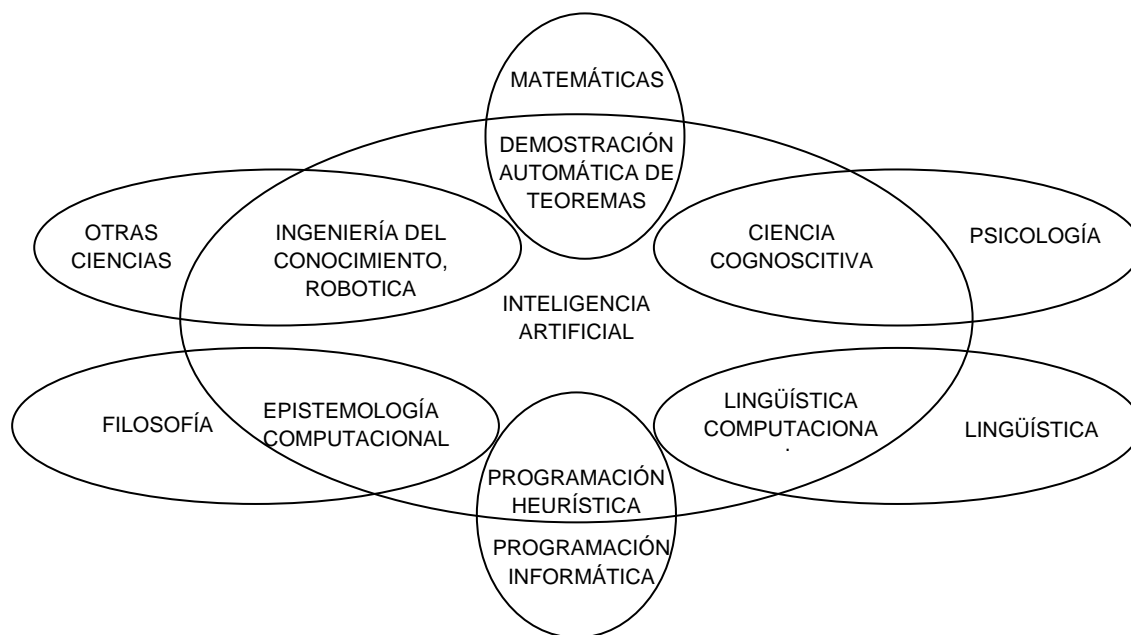 MATEMÁTICAS
DEMOSTRACIÓN
AUTOMÁTICA DE
TEOREMAS
OTRAS
CIENCIAS
INGENIERÍA DEL
CONOCIMIENTO,
ROBOTICA
CIENCIA
COGNOSCITIVA
PSICOLOGÍA
INTELIGENCIA
ARTIFICIAL
FILOSOFÍA
EPISTEMOLOGÍA
COMPUTACIONAL
LINGÜÍSTICA
COMPUTACIONA
LINGÜÍSTICA
PROGRAMACIÓN
HEURÍSTICA
PROGRAMACIÓN
INFORMÁTICA